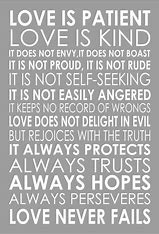 LOVE IS PATIENT
LOVE IS KIND
IT DOES NOT ENVY, IT DOES NOT BOAST
IT IS NOT PROUD, IT IS NOT RUDE
IT IS NOT SELF-SEEKING
IT IS NOT EASILY ANGERED
IT KEEPS NO RECORD OF WRONGS
LOVE DOES NOT DELIGHT IN EVIL
BUT REJOICES WITH THE TRUTH
IT ALWAYS PROTECTS
ALWAYS TRUSTS
ALWAYS HOPES
ALWAYS PERSEVERES
LOVE NEVER FAILS